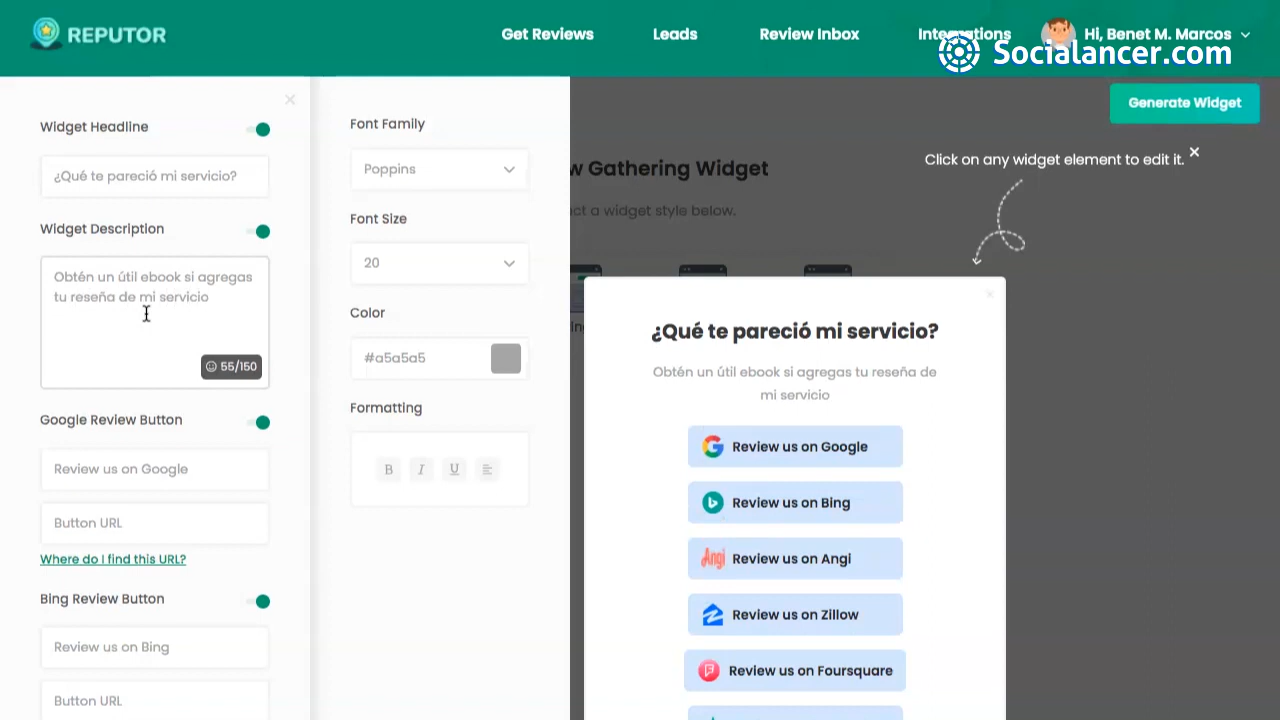 REPUTOR
Get Reviews
Leads
Review Inbox
Integrations
Hi, Benet M. Marcos
Socialancer.com
Generate Widget
Widget Headline
¿Qué te pareció mi servicio?
Widget Description
Obtén un útil ebook si agregas
tu reseña de mi servicio
55/150
Google Review Button
Review us on Google
Button URL
Where do I find this URL?
Bing Review Button
Review us on Bing
Button URL
Font Family
Poppins
Font Size
20
Color
#a5a5a5
Formatting
B I U
Gathering Widget
a widget style below.
Click on any widget element to edit it.
¿Qué te pareció mi servicio?
Obtén un útil ebook si agregas tu reseña de
mi servicio
Review us on Google
Review us on Bing
Angi Review us on Angi
Review us on Zillow
Review us on Foursquare